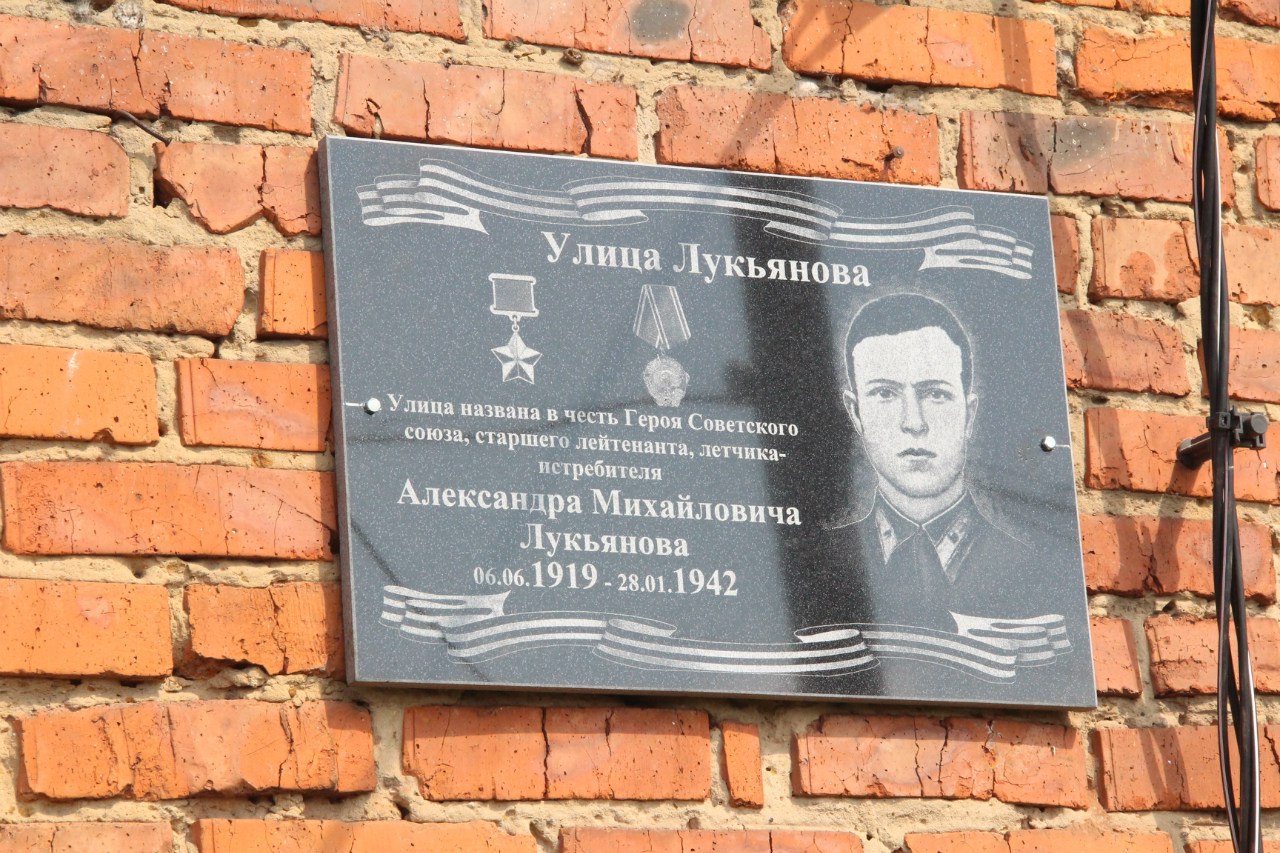 Улица Лукьянова
Улица названа в честь Героя Советского
союза, старшего лейтенанта, летчика-
истребителя
Александра Михайловича
Лукьянова
06.06.1919 - 28.01.1942